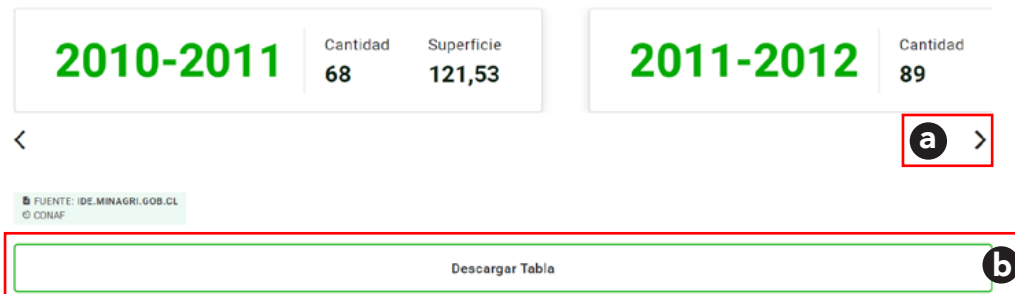 2010-2011 Cantidad Superficie 2011-2012 Cantidad
68 121,53 89
a
FUENTE: IDE.MINAGRI.GOB.CL
CONAF
Descargar Tabla
b